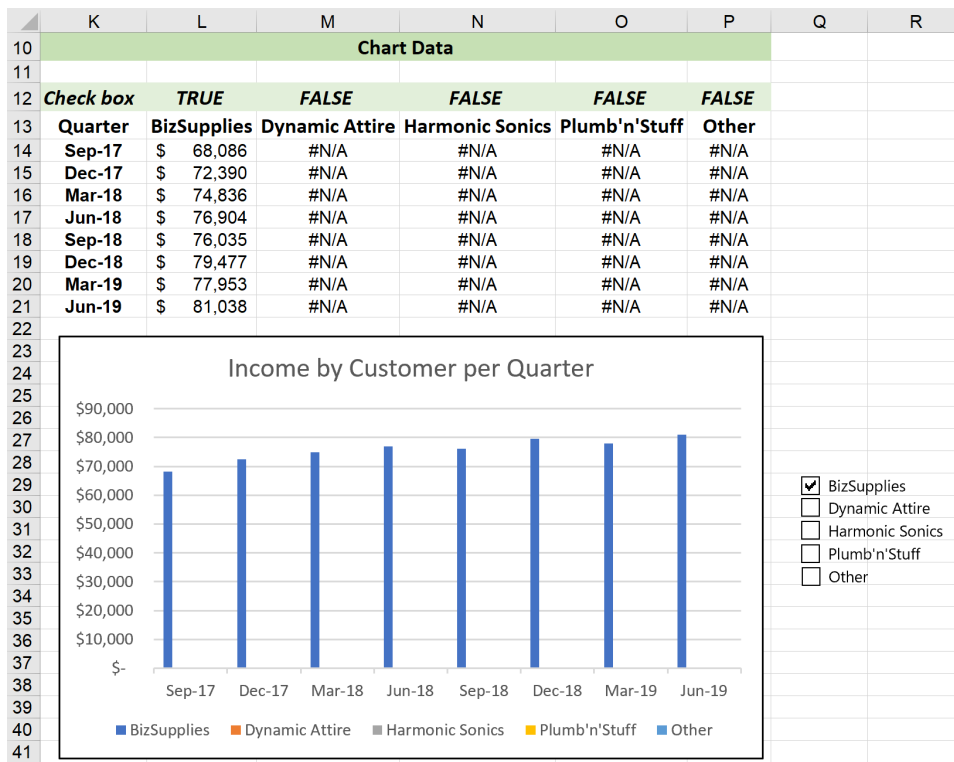 K L M N O P Q R
10 Chart Data
11
12 Check box TRUE FALSE FALSE FALSE FALSE
13 Quarter BizSupplies Dynamic Attire Harmonic Sonics Plumb'n'Stuff Other
14 Sep-17 $ 68,086 #N/A #N/A #N/A #N/A
15 Dec-17 $ 72,390 #N/A #N/A #N/A #N/A
16 Mar-18 $ 74,836 #N/A #N/A #N/A #N/A
17 Jun-18 $ 76,904 #N/A #N/A #N/A #N/A
18 Sep-18 $ 76,035 #N/A #N/A #N/A #N/A
19 Dec-18 $ 79,477 #N/A #N/A #N/A #N/A
20 Mar-19 $ 77,953 #N/A #N/A #N/A #N/A
21 Jun-19 $ 81,038 #N/A #N/A #N/A #N/A
22
23
24
25
26
27
28
29
30
31
32
33
34
35
36
37
38
39
40
41
Income by Customer per Quarter
$90,000
$80,000
$70,000
$60,000
$50,000
$40,000
$30,000
$20,000
$10,000
$-
Sep-17 Dec-17 Mar-18 Jun-18 Sep-18 Dec-18 Mar-19 Jun-19
BizSupplies Dynamic Attire Harmonic Sonics Plumb'n'Stuff Other
BizSupplies
Dynamic Attire
Harmonic Sonics
Plumb'n'Stuff
Other